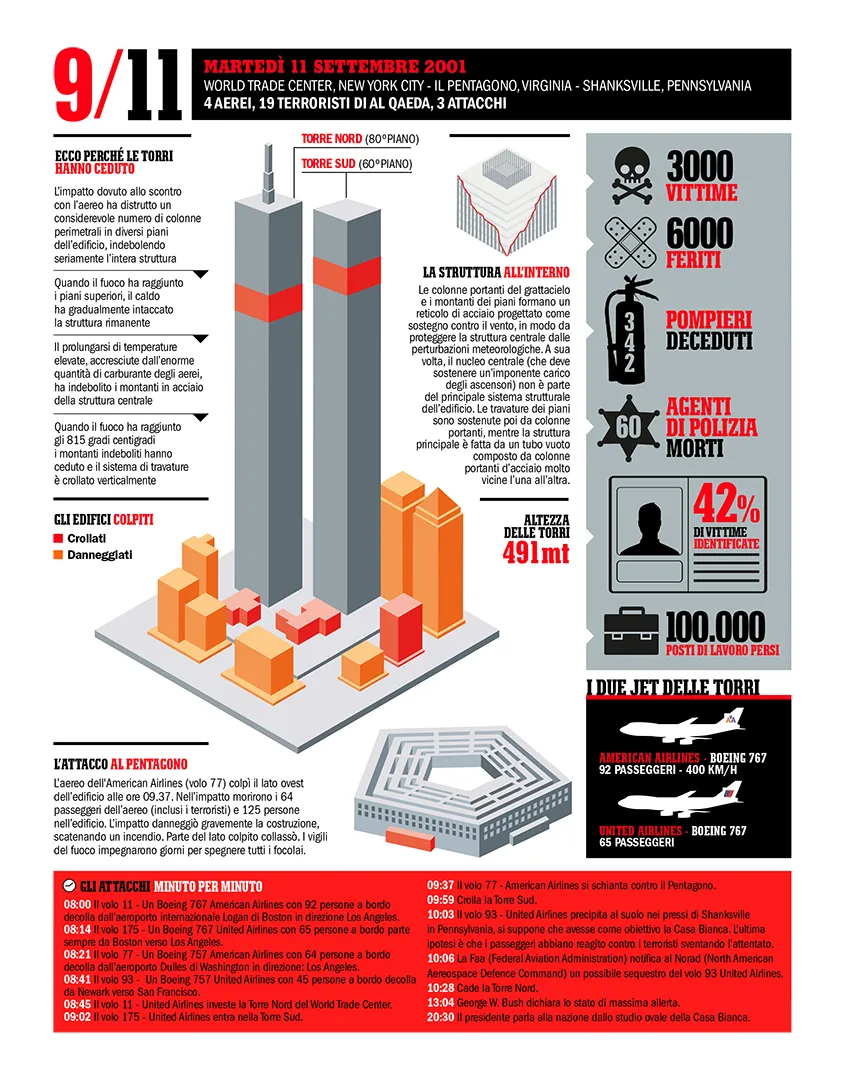 9/11
MARTEDÌ 11 SETTEMBRE 2001
WORLD TRADE CENTER, NEW YORK CITY - IL PENTAGONO, VIRGINIA - SHANKSVILLE, PENNSYLVANIA
4 AEREI, 19 TERRORISTI DI AL QAEDA, 3 ATTACCHI
ECCO PERCHÉ LE TORRI
HANNO CEDUTO
L'impatto dovuto allo scontro
con l'aereo ha distrutto un
considerevole numero di colonne
perimetrali in diversi piani
dell'edificio, indebolendo
seriamente l'intera struttura
Quando il fuoco ha raggiunto
i piani superiori, il caldo
ha gradualmente intaccato
la struttura rimanente
Il prolungarsi di temperature
elevate, accresciute dall'enorme
quantità di carburante degli aerei,
ha indebolito i montanti in acciaio
della struttura centrale
Quando il fuoco ha raggiunto
gli 815 gradi centigradi
i montanti indeboliti hanno
ceduto e il sistema di travature
è crollato verticalmente
GLI EDIFICI COLPITI
Crollati
Danneggiati
TORRE NORD (80°PIANO)
TORRE SUD (60°PIANO)
LA STRUTTURA ALL'INTERNO
Le colonne portanti del grattacielo
e i montanti dei piani formano un
reticolo di acciaio progettato come
sostegno contro il vento, in modo da
proteggere la struttura centrale dalle
perturbazioni meteorologiche. A sua
volta, il nucleo centrale (che deve
sostenere un'imponente carico
degli ascensori) non è parte
del principale sistema strutturale
dell'edificio. Le travature dei piani
sono sostenute poi da colonne
portanti, mentre la struttura
principale è fatta da un tubo vuoto
composto da colonne
portanti d'acciaio molto
vicine l'una all'altra.
ALTEZZA
DELLE TORRI
491mt
3000
VITTIME
6000
FERITI
342
POMPIERI
DECEDUTI
60
AGENTI
DI POLIZIA
MORTI
42%
DI VITTIME
IDENTIFICATE
100.000
POSTI DI LAVORO PERSI
I DUE JET DELLE TORRI
AA
AMERICAN AIRLINES - BOEING 767
92 PASSEGGERI - 400 KM/H
UNITED AIRLINES - BOEING 767
65 PASSEGGERI
L'ATTACCO AL PENTAGONO
L'aereo dell'American Airlines (volo 77) colpì il lato ovest
dell'edificio alle ore 09.37. Nell'impatto morirono i 64
passeggeri dell'aereo (inclusi i terroristi) e 125 persone
nell'edificio. L'impatto danneggiò gravemente la costruzione,
scatenando un incendio. Parte del lato colpito collassò. I vigili
del fuoco impegnarono giorni per spegnere tutti i focolai.
GLI ATTACCHI MINUTO PER MINUTO
08:00 Il volo 11 - Un Boeing 767 American Airlines con 92 persone a bordo
decolla dall'aeroporto internazionale Logan di Boston in direzione Los Angeles.
08:14 Il volo 175 - Un Boeing 767 United Airlines con 65 persone a bordo parte
sempre da Boston verso Los Angeles.
08:21 Il volo 77 - Un Boeing 757 American Airlines con 64 persone a bordo
decolla dall'aeroporto Dulles di Washington in direzione: Los Angeles.
08:41 Il volo 93 - Un Boeing 757 United Airlines con 45 persone a bordo decolla
da Newark verso San Francisco.
08:45 Il volo 11 - United Airlines investe la Torre Nord del World Trade Center.
09:02 Il volo 175 - United Airlines entra nella Torre Sud.
09:37 Il volo 77 - American Airlines si schianta contro il Pentagono.
09:59 Crolla la Torre Sud.
10:03 Il volo 93 - United Airlines precipita al suolo nei pressi di Shanksville
in Pennsylvania, si suppone che avesse come obiettivo la Casa Bianca. L'ultima
ipotesi è che i passeggeri abbiano reagito contro i terroristi sventando l'attentato.
10:06 La Faa (Federal Aviation Administration) notifica al Norad (North American
Aereospace Defence Command) un possibile sequestro del volo 93 United Airlines.
10:28 Cade la Torre Nord.
13:04 George W. Bush dichiara lo stato di massima allerta.
20:30 Il presidente parla alla nazione dallo studio ovale della Casa Bianca.